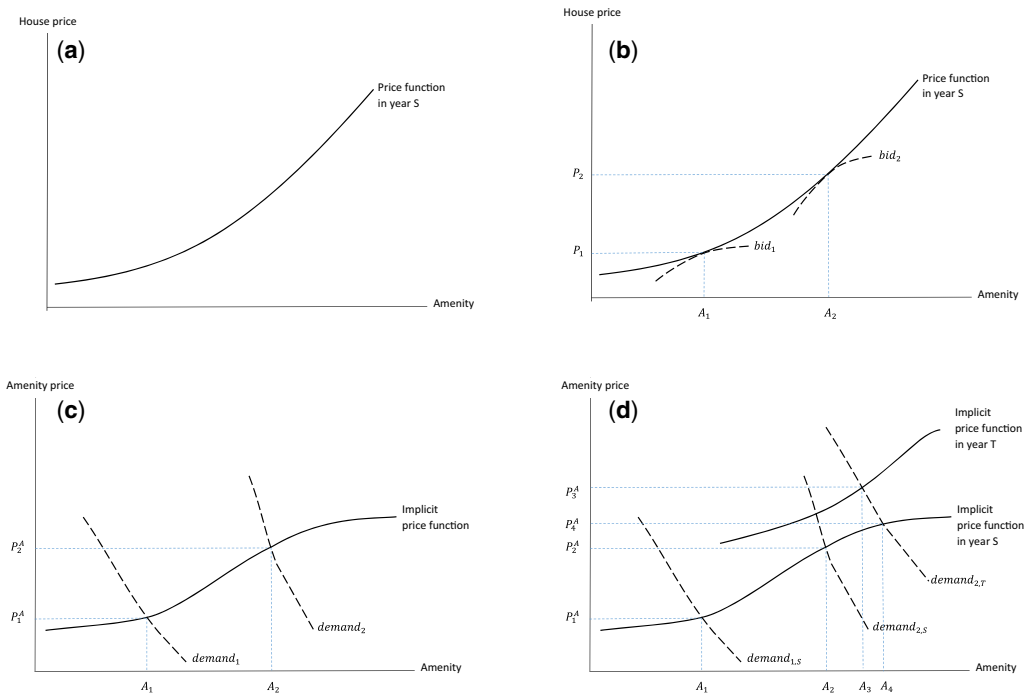 House price
(a)
Price function
in year S
Amenity
House price
(b)
Price function
in year S
bid₂
P₂
bid₁
P₁
Amenity
A₁
A₂
Amenity price
(c)
Implicit
price function
P₂ᴬ
P₁ᴬ
demand₂
demand₁
Amenity
A₁
A₂
Amenity price
(d)
Implicit
price function
in year T
P₃ᴬ
P₄ᴬ
Implicit
price function
in year S
P₂ᴬ
demand₂,T
P₁ᴬ
demand₂,S
demand₁,S
Amenity
A₁
A₂
A₃
A₄